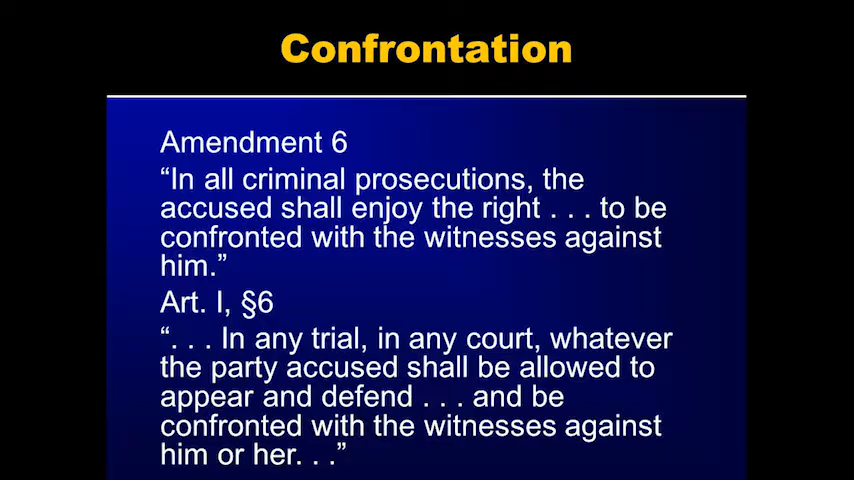 Confrontation
Amendment 6
“In all criminal prosecutions, the
accused shall enjoy the right . . . to be
confronted with the witnesses against
him.”
Art. I, §6
“. . . In any trial, in any court, whatever
the party accused shall be allowed to
appear and defend . . . and be
confronted with the witnesses against
him or her. . .”